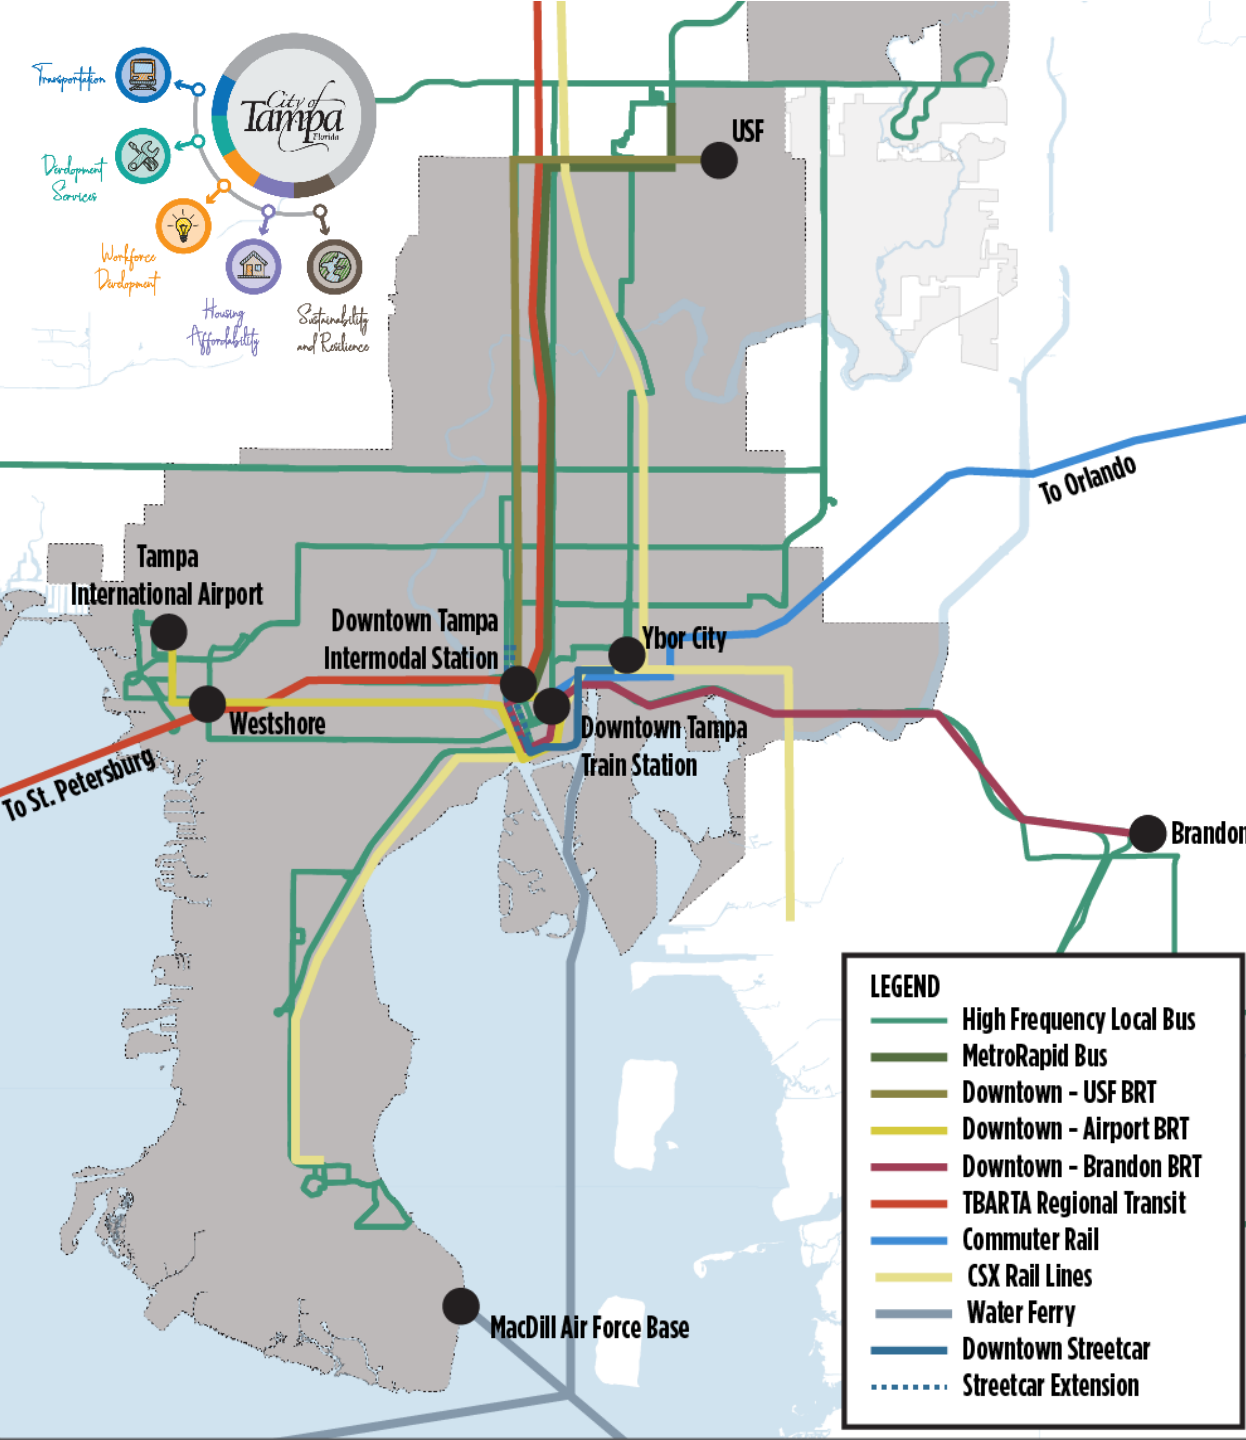 Transportation
City of
Tampa
Florida
Development
Services
Workforce
Development
Housing
Affordability
Sustainability
and Resilience
USF
To Orlando
Tampa
International Airport
Downtown Tampa
Intermodal Station
Ybor City
Westshore
Downtown Tampa
Train Station
To St. Petersburg
Brandon
MacDill Air Force Base
LEGEND
High Frequency Local Bus
MetroRapid Bus
Downtown - USF BRT
Downtown - Airport BRT
Downtown - Brandon BRT
TBARTA Regional Transit
Commuter Rail
CSX Rail Lines
Water Ferry
Downtown Streetcar
Streetcar Extension